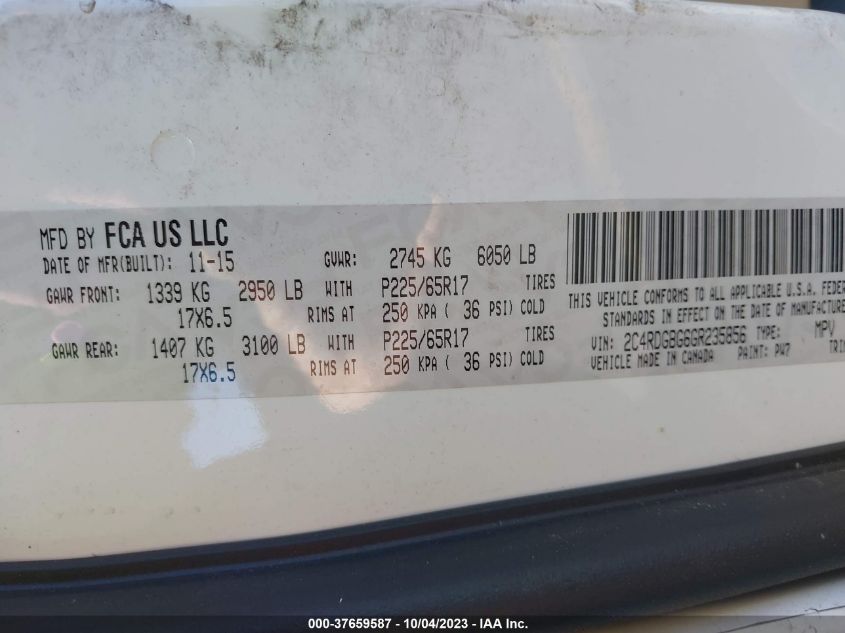 MFD BY FCA US LLC
DATE OF MFR(BUILT): 11-15 GVWR: 2745 KG 6050 LB
GAWR FRONT: 1339 KG 2950 LB WITH P225/65R17 TIRES
17X6.5 RIMS AT 250 KPA ( 36 PSI) COLD
GAWR REAR: 1407 KG 3100 LB WITH P225/65R17 TIRES
17X6.5 RIMS AT 250 KPA ( 36 PSI) COLD
THIS VEHICLE CONFORMS TO ALL APPLICABLE U.S.A. FEDER
STANDARDS IN EFFECT ON THE DATE OF MANUFACTURE
VIN: 2C4RDGBG6GR235856 TYPE: MPV
VEHICLE MADE IN CANADA PAINT: PW7 TRI
000-37659587 - 10/04/2023 - IAA Inc.